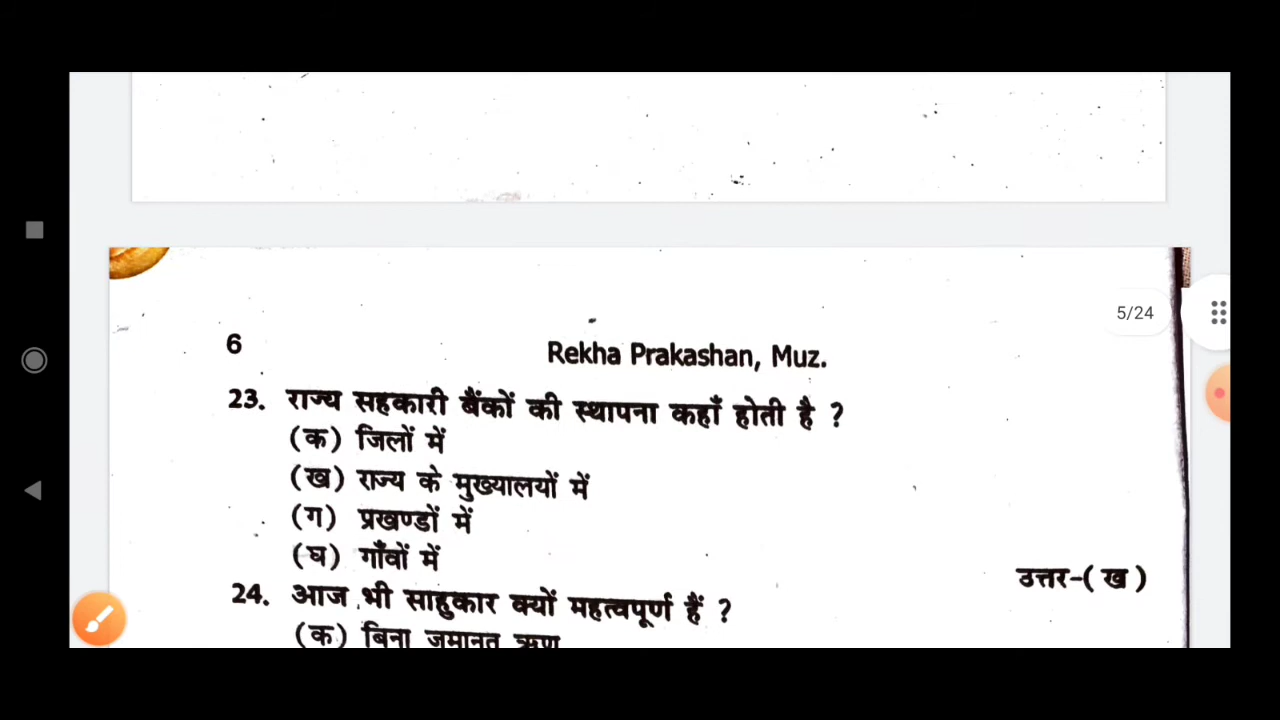 5/24
6
Rekha Prakashan, Muz.
23. राज्य सहकारी बैंकों की स्थापना कहाँ होती है ?
(क) जिलों में
(ख) राज्य के मुख्यालयों में
(ग) प्रखण्डों में
(घ) गाँवों में
उत्तर-( ख )
24. आज भी साहुकार क्यों महत्वपूर्ण हैं ?
(क) बिना जमानत ऋण